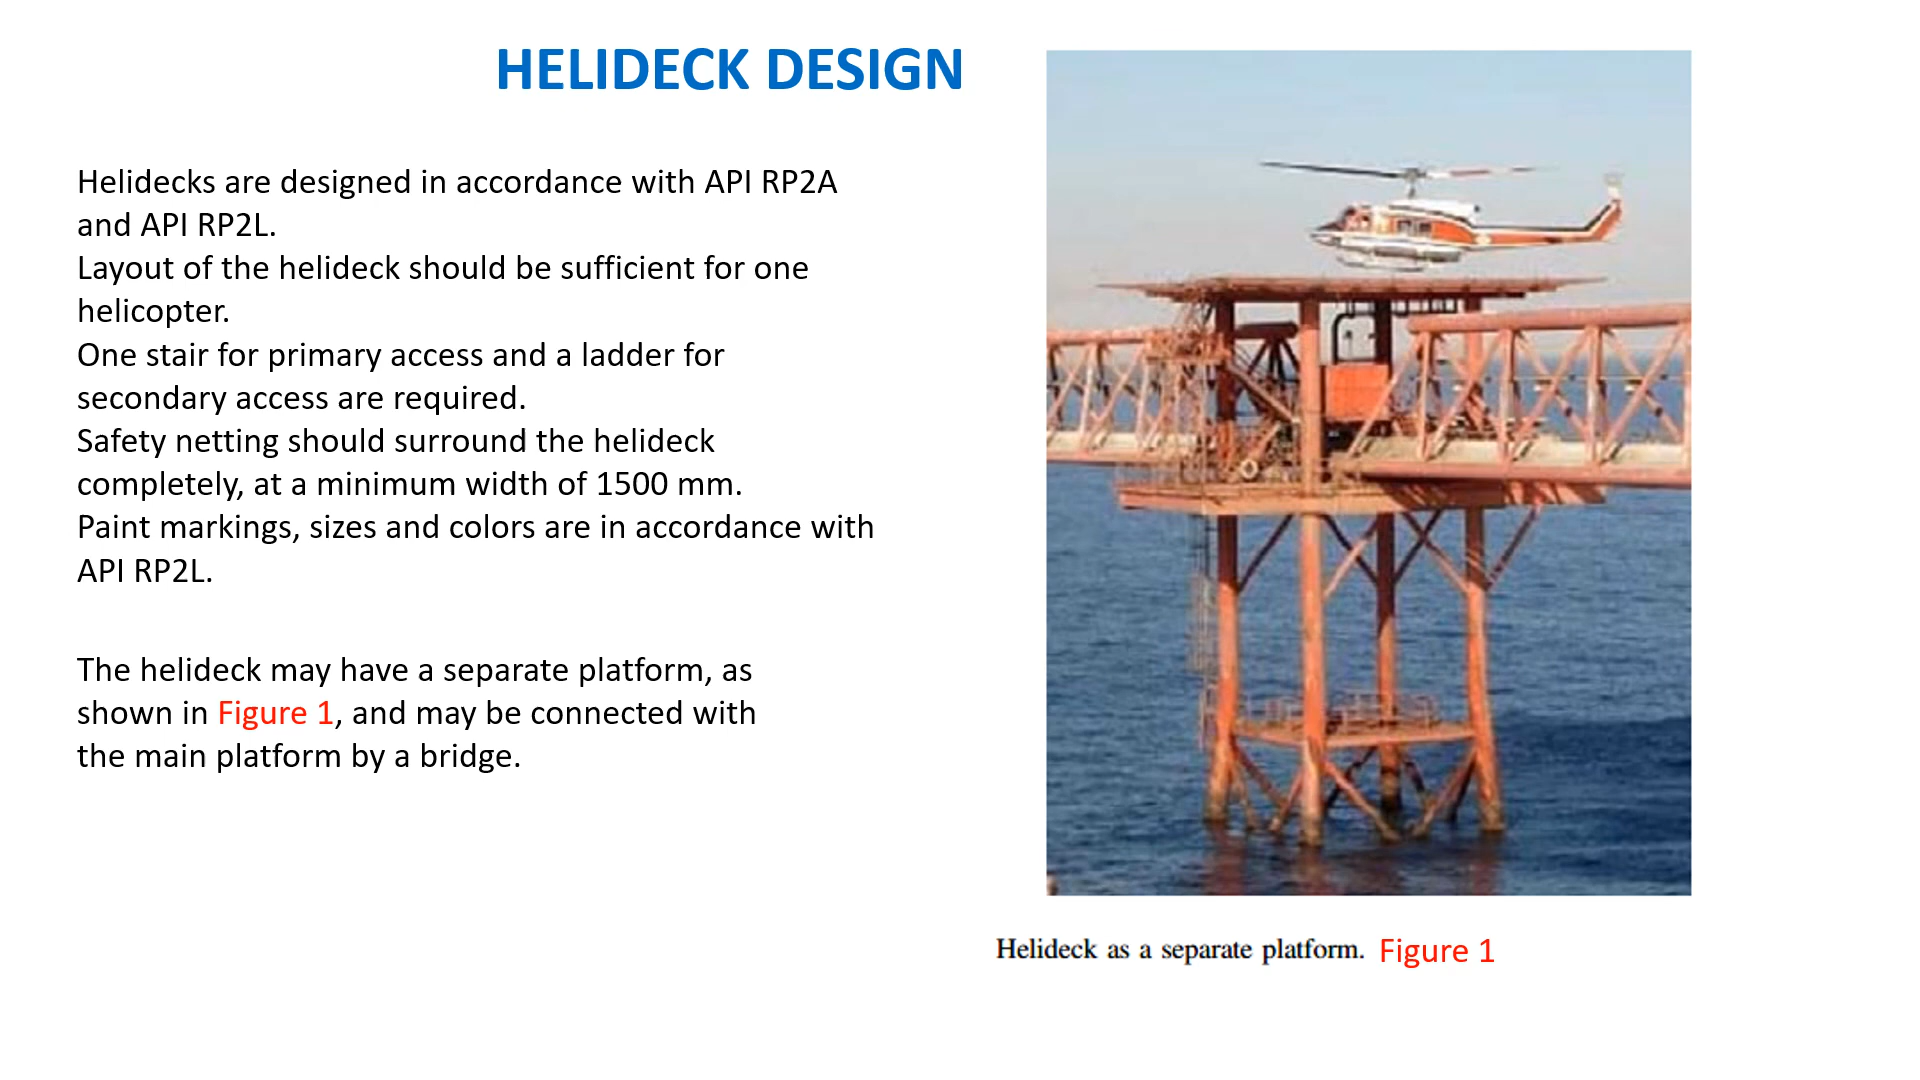 HELIDECK DESIGN
Helidecks are designed in accordance with API RP2A
and API RP2L.
Layout of the helideck should be sufficient for one
helicopter.
One stair for primary access and a ladder for
secondary access are required.
Safety netting should surround the helideck
completely, at a minimum width of 1500 mm.
Paint markings, sizes and colors are in accordance with
API RP2L.
The helideck may have a separate platform, as
shown in Figure 1, and may be connected with
the main platform by a bridge.
Helideck as a separate platform. Figure 1